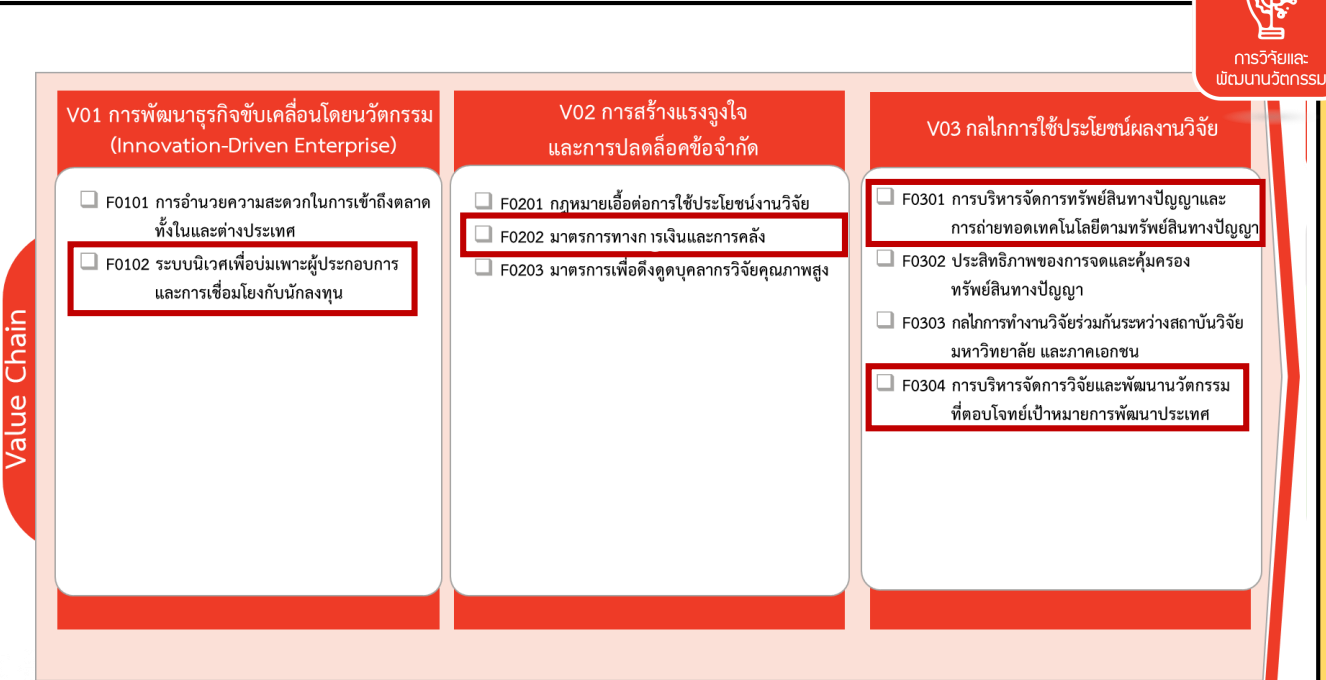 การวิจัยและ
พัฒนานวัตกรรม
V01 การพัฒนาธุรกิจขับเคลื่อนโดยนวัตกรรม
(Innovation-Driven Enterprise)
F0101 การอำนวยความสะดวกในการเข้าถึงตลาด
ทั้งในและต่างประเทศ
F0102 ระบบนิเวศเพื่อบ่มเพาะผู้ประกอบการ
และการเชื่อมโยงกับนักลงทุน
V02 การสร้างแรงจูงใจ
และการปลดล็อคข้อจำกัด
F0201 กฎหมายเอื้อต่อการใช้ประโยชน์งานวิจัย
F0202 มาตรการทางการเงินและการคลัง
F0203 มาตรการเพื่อดึงดูดบุคลากรวิจัยคุณภาพสูง
V03 กลไกการใช้ประโยชน์ผลงานวิจัย
F0301 การบริหารจัดการทรัพย์สินทางปัญญาและ
การถ่ายทอดเทคโนโลยีตามทรัพย์สินทางปัญญา
F0302 ประสิทธิภาพของการจดและคุ้มครอง
ทรัพย์สินทางปัญญา
F0303 กลไกการทำงานวิจัยร่วมกันระหว่างสถาบันวิจัย
มหาวิทยาลัย และภาคเอกชน
F0304 การบริหารจัดการวิจัยและพัฒนานวัตกรรม
ที่ตอบโจทย์เป้าหมายการพัฒนาประเทศ
Value Chain